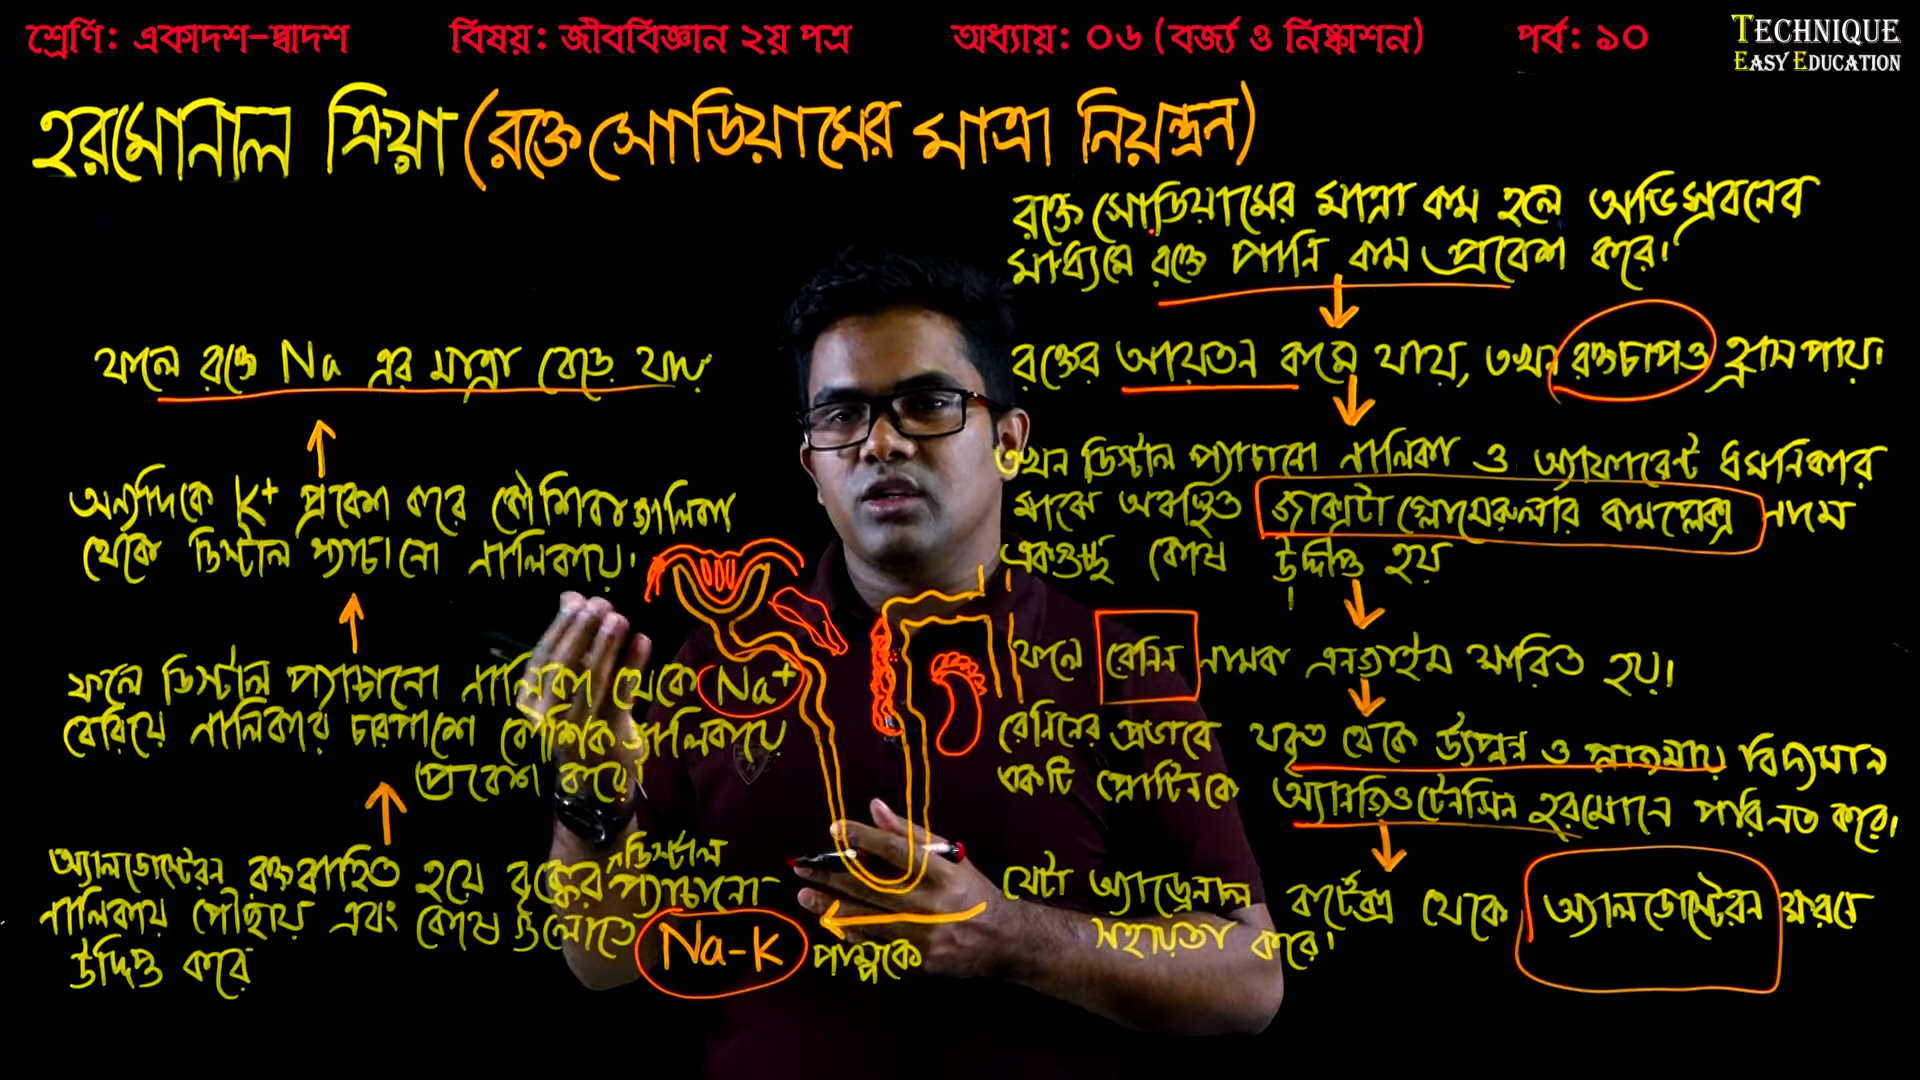 শ্রেণি: একাদশ-দ্বাদশ বিষয়: জীববিজ্ঞান ২য় পত্র অধ্যায়: ০৬ (বর্জ্য ও নিষ্কাশন) পর্ব: ১০
TECHNIQUE
EASY EDUCATION
হরমোনাল ক্রিয়া (রক্তে সোডিয়ামের মাত্রা নিয়ন্ত্রন)
রক্তে সোডিয়ামের মাত্রা কম হলে অভিস্রবনের
মাধ্যমে রক্তে পানি কম প্রবেশ করে।
রক্তের আয়তন কমে যায়, তখন রক্তচাপও হ্রাস পায়।
তখন ডিস্টাল প্যাচানো নালিকা ও অ্যাফারেন্ট ধমনিকার
মাঝে অবস্থিত জাক্সটা গ্লোমেরুলার কমপ্লেক্স নামে
একগুচ্ছ কোষ উদ্দীপ্ত হয়
ফলে রেনিন নামক এনজাইম ক্ষরিত হয়।
রেনিনের প্রভাবে যকৃত থেকে উৎপন্ন ও প্লাজমায় বিদ্যমান
একটি প্রোটিনকে অ্যানজিওটেনসিন হরমোনে পরিনত করে।
যেটা অ্যাড্রেনাল কর্টেক্স থেকে অ্যালডোস্টেরন ক্ষরণে
সহায়তা করে।
অ্যালডোস্টেরন রক্তবাহিত হয়ে বৃক্কের ডিস্টাল প্যাচানো
নালিকায় পৌছায় এবং কোষ গুলোতে Na-K পাম্পকে
উদ্দিপ্ত করে
ফলে ডিস্টাল প্যাচানো নালিকা থেকে Na+
বেরিয়ে নালিকার চারপাশে কৌশিক জালিকায়
প্রবেশ করে।
অন্যদিকে K+ প্রবেশ করে কৌশিক জালিকা
থেকে ডিস্টাল প্যাচানো নালিকায়।
ফলে রক্তে Na এর মাত্রা বেড়ে যায়